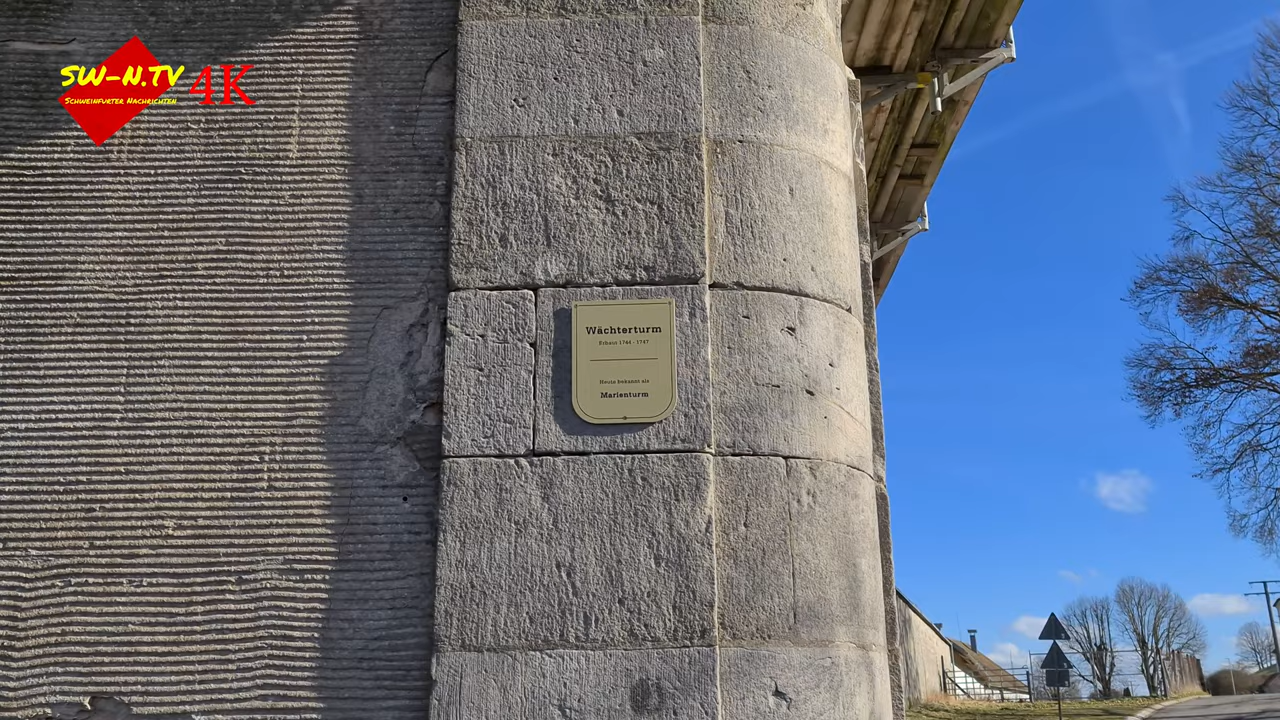 SW-N.TV
Schweinfurter Nachrichten
4K
Wächterturm
Erbaut 1744 - 1747
Heute bekannt als
Marienturm